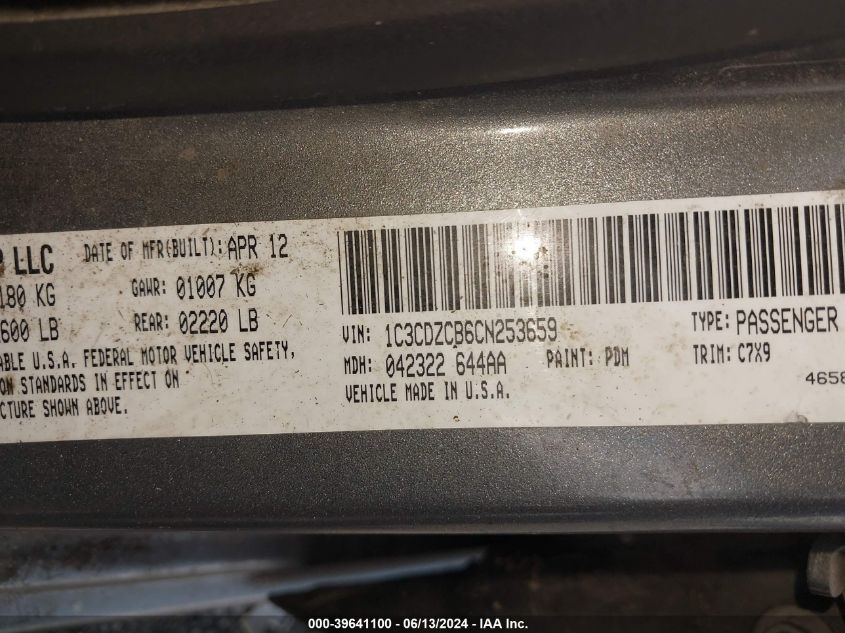 P LLC DATE OF MFR(BUILT): APR 12
180 KG GAWR: 01007 KG
600 LB REAR: 02220 LB
ABLE U.S.A. FEDERAL MOTOR VEHICLE SAFETY,
ON STANDARDS IN EFFECT ON
CTURE SHOWN ABOVE.
VIN: 1C3CDZCB6CN253659 TYPE: PASSENGER
MDH: 042322 644AA PAINT: PDM TRIM: C7X9
VEHICLE MADE IN U.S.A. 4658
000-39641100 - 06/13/2024 - IAA Inc.